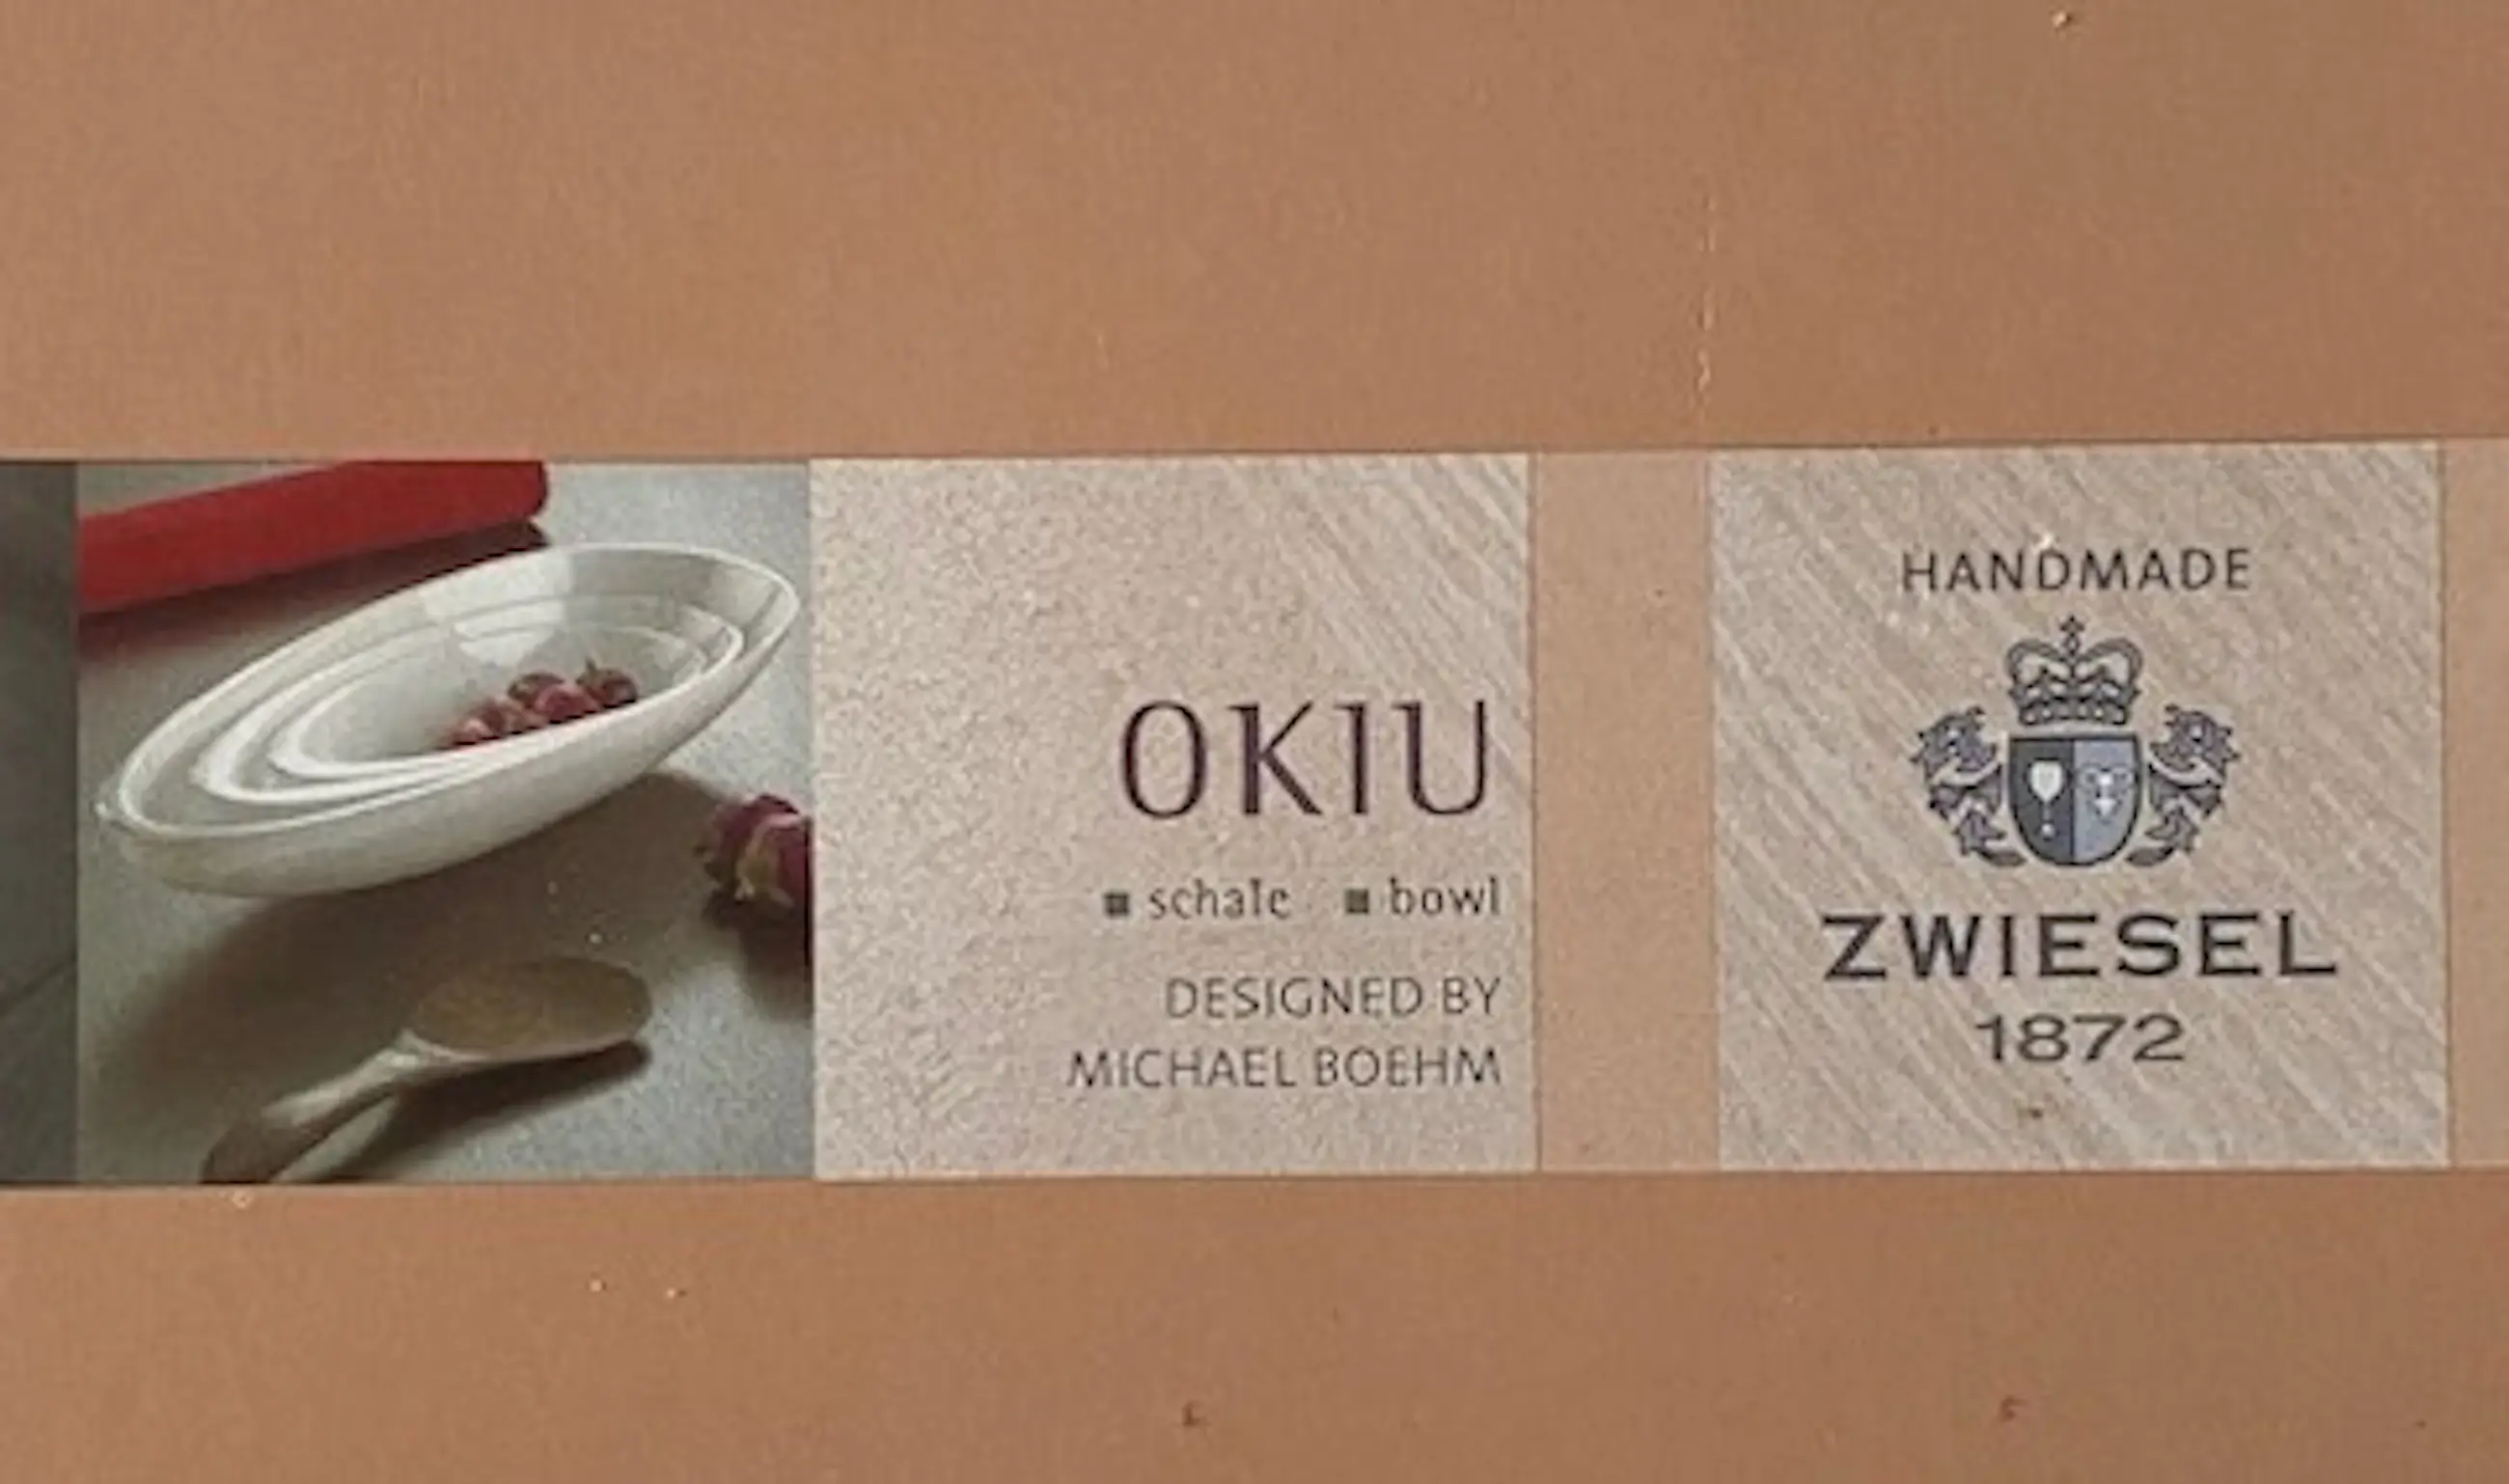 OKIU
▪ schale ▪ bowl
DESIGNED BY
MICHAEL BOEHM
HANDMADE
ZWIESEL
1872